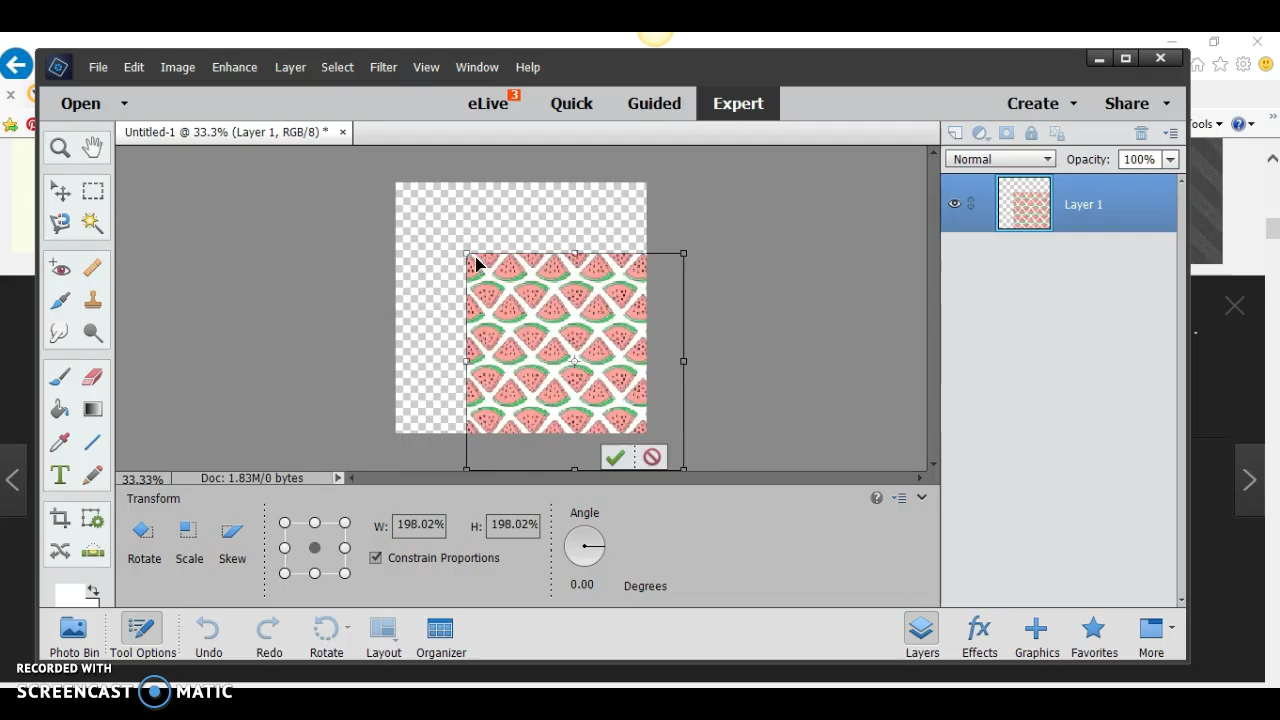 File Edit Image Enhance Layer Select Filter View Window Help
Open eLive 3 Quick Guided Expert Create Share
Tools
Untitled-1 @ 33.3% (Layer 1, RGB/8) * ×
Normal Opacity: 100%
Layer 1
33.33% Doc: 1.83M/0 bytes
Transform
Angle
W: 198.02% H: 198.02%
Rotate Scale Skew Constrain Proportions
0.00 Degrees
Photo Bin Tool Options Undo Redo Rotate Layout Organizer Layers Effects Graphics Favorites More
RECORDED WITH
SCREENCAST MATIC